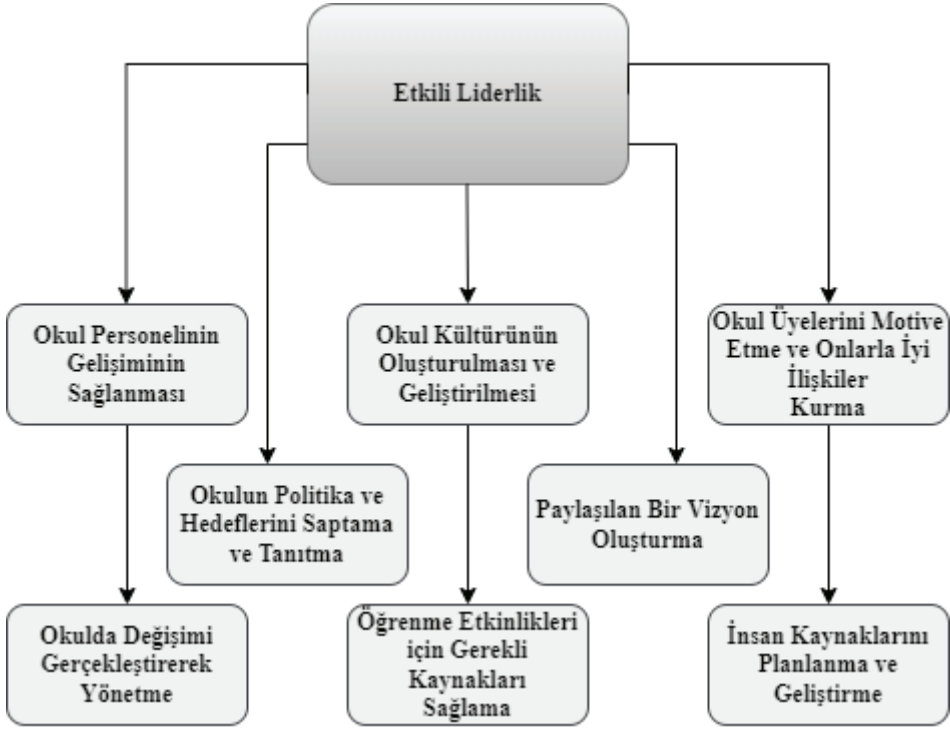 Etkili Liderlik
Okul Personelinin
Gelişiminin
Sağlanması
Okul Kültürünün
Oluşturulması ve
Geliştirilmesi
Okul Üyelerini Motive
Etme ve Onlarla İyi
İlişkiler
Kurma
Okulun Politika ve
Hedeflerini Saptama
ve Tanıtma
Paylaşılan Bir Vizyon
Oluşturma
Okulda Değişimi
Gerçekleştirerek
Yönetme
Öğrenme Etkinlikleri
için Gerekli
Kaynakları
Sağlama
İnsan Kaynaklarını
Planlanma ve
Geliştirme